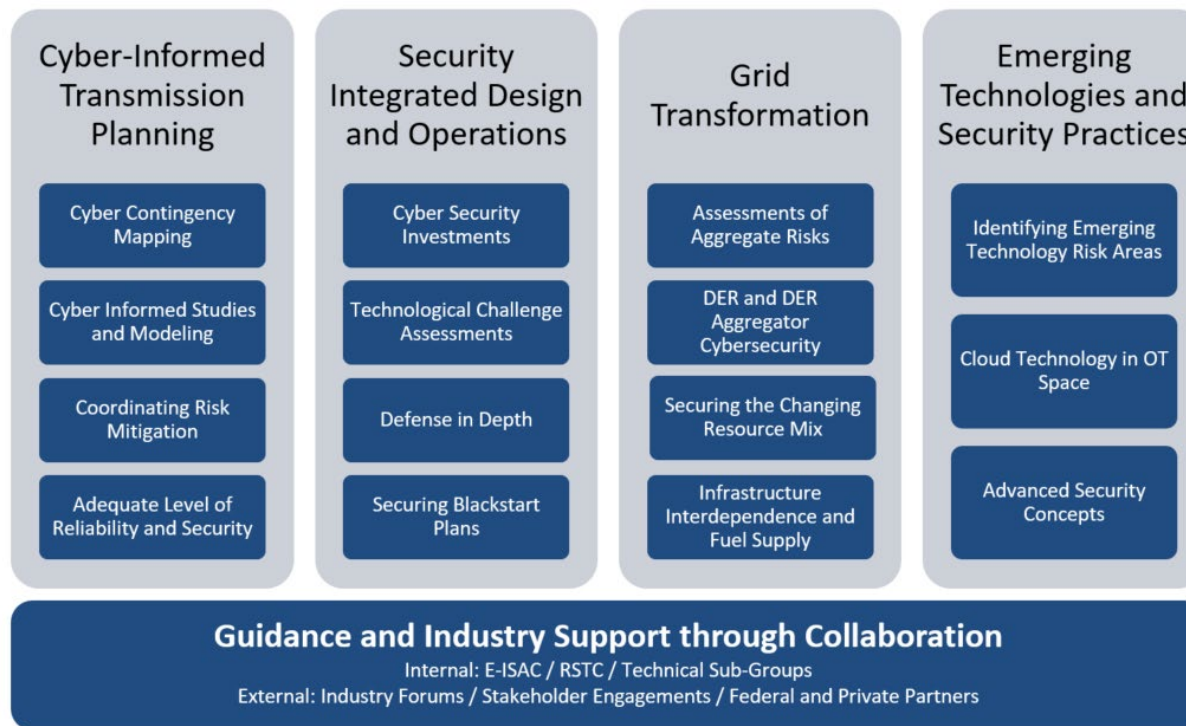 Cyber-Informed
Transmission
Planning
Cyber Contingency
Mapping
Cyber Informed Studies
and Modeling
Coordinating Risk
Mitigation
Adequate Level of
Reliability and Security
Security
Integrated Design
and Operations
Cyber Security
Investments
Technological Challenge
Assessments
Defense in Depth
Securing Blackstart
Plans
Grid
Transformation
Assessments of
Aggregate Risks
DER and DER
Aggregator
Cybersecurity
Securing the Changing
Resource Mix
Infrastructure
Interdependence and
Fuel Supply
Emerging
Technologies and
Security Practices
Identifying Emerging
Technology Risk Areas
Cloud Technology in OT
Space
Advanced Security
Concepts
Guidance and Industry Support through Collaboration
Internal: E-ISAC / RSTC / Technical Sub-Groups
External: Industry Forums / Stakeholder Engagements / Federal and Private Partners